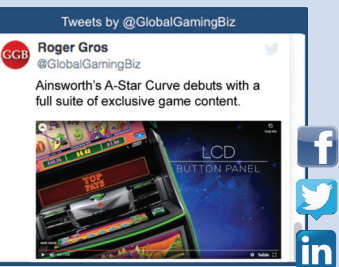 Tweets by @GlobalGamingBiz
GGB
Roger Gros
@GlobalGamingBiz
Ainsworth's A-Star Curve debuts with a
full suite of exclusive game content.
LCD
BUTTON PANEL
TOP
PAYS
YouTube
f
in